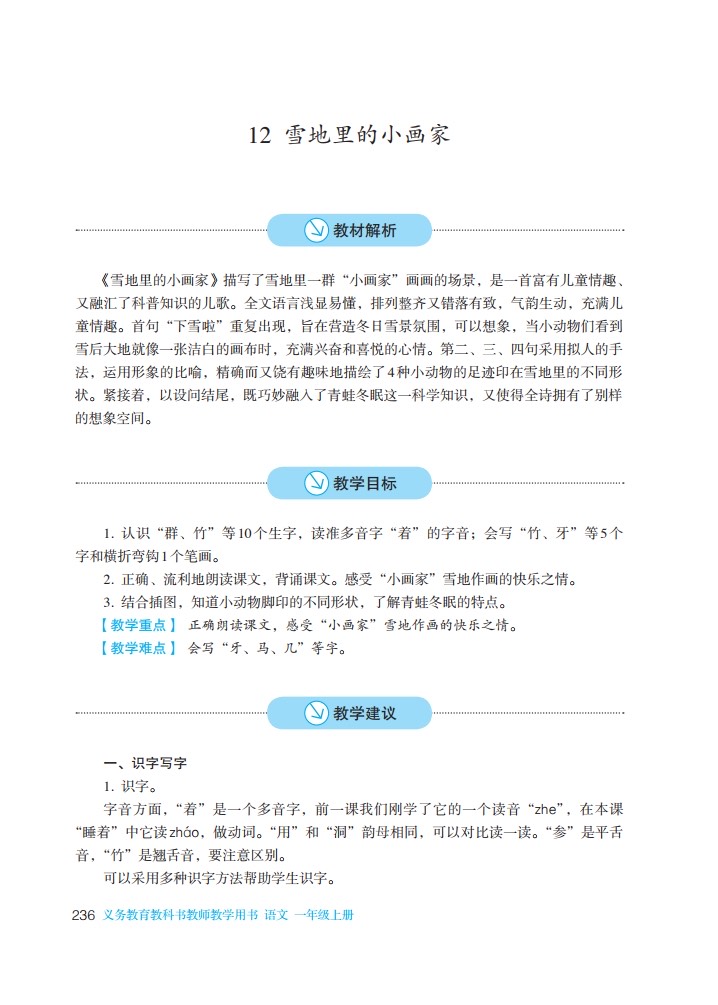 12 雪地里的小画家
教材解析
《雪地里的小画家》描写了雪地里一群“小画家”画画的场景，是一首富有儿童情趣、
又融汇了科普知识的儿歌。全文语言浅显易懂，排列整齐又错落有致，气韵生动，充满儿
童情趣。首句“下雪啦”重复出现，旨在营造冬日雪景氛围，可以想象，当小动物们看到
雪后大地就像一张洁白的画布时，充满兴奋和喜悦的心情。第二、三、四句采用拟人的手
法，运用形象的比喻，精确而又饶有趣味地描绘了4种小动物的足迹印在雪地里的不同形
状。紧接着，以设问结尾，既巧妙融入了青蛙冬眠这一科学知识，又使得全诗拥有了别样
的想象空间。
教学目标
1. 认识“群、竹”等10个生字，读准多音字“着”的字音；会写“竹、牙”等5个
字和横折弯钩1个笔画。
2. 正确、流利地朗读课文，背诵课文。感受“小画家”雪地作画的快乐之情。
3. 结合插图，知道小动物脚印的不同形状，了解青蛙冬眠的特点。
【教学重点】 正确朗读课文，感受“小画家”雪地作画的快乐之情。
【教学难点】 会写“牙、马、几”等字。
教学建议
一、识字写字
1. 识字。
字音方面，“着”是一个多音字，前一课我们刚学了它的一个读音“zhe”，在本课
“睡着”中它读zháo，做动词。“用”和“洞”韵母相同，可以对比读一读。“参”是平舌
音，“竹”是翘舌音，要注意区别。
可以采用多种识字方法帮助学生识字。
236 义务教育教科书教师教学用书 语文 一年级上册